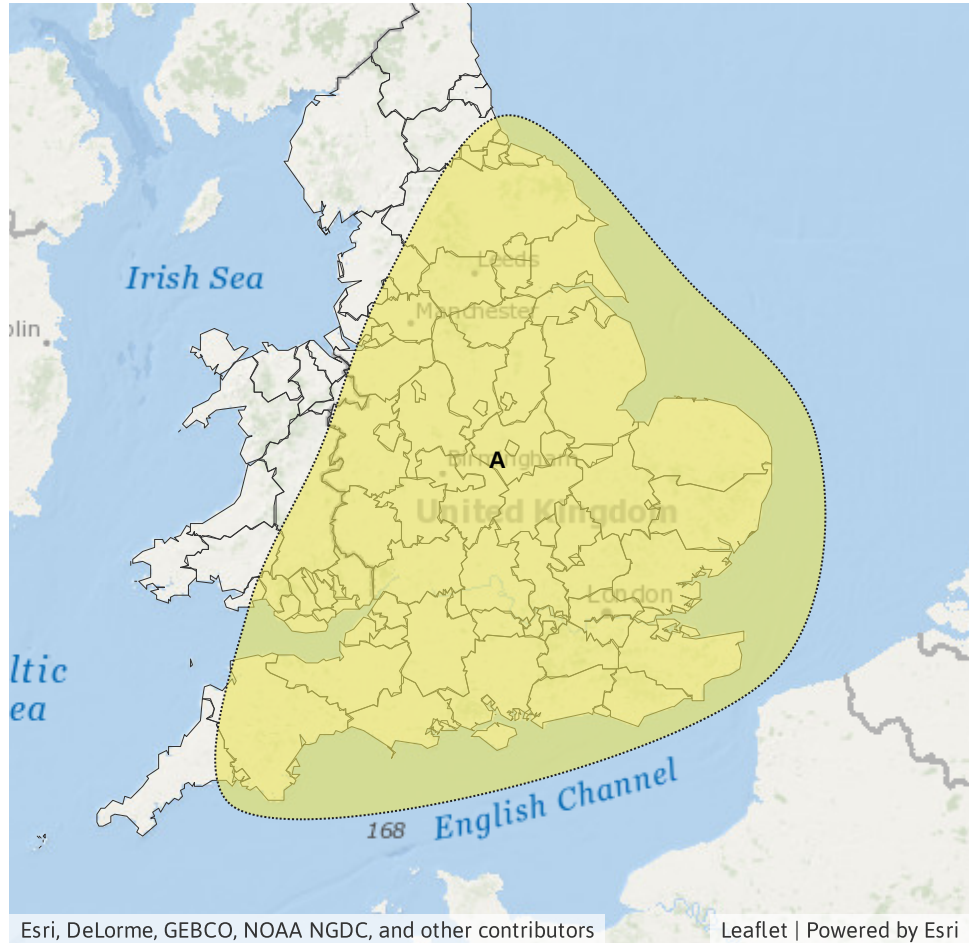 Leeds
Irish Sea
Manchester
olin
A
Birmingham
United Kingdom
London
ltic
ea
English Channel
168
Esri, DeLorme, GEBCO, NOAA NGDC, and other contributors
Leaflet | Powered by Esri